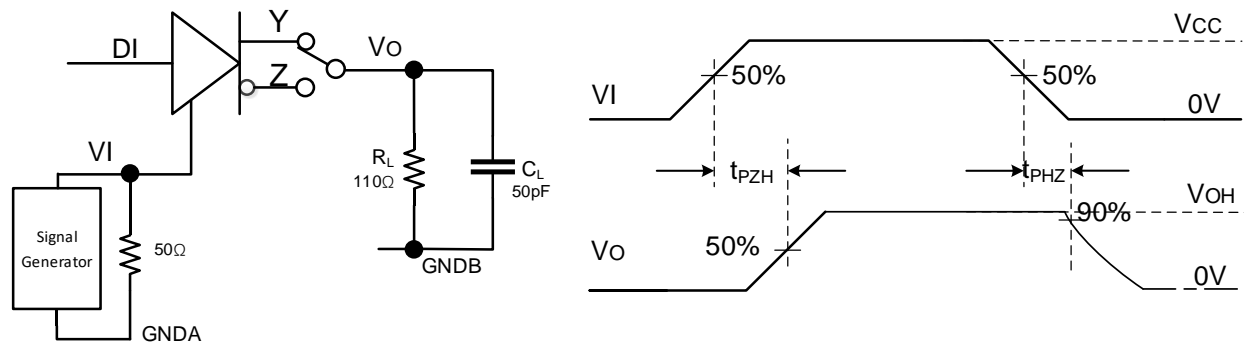 DI
Y
Z
VO
VI
RL
110Ω
CL
50pF
Signal
Generator
50Ω
GNDB
GNDA
VCC
50%
50%
VI
0V
tPZH
tPHZ
VOH
90%
50%
VO
0V